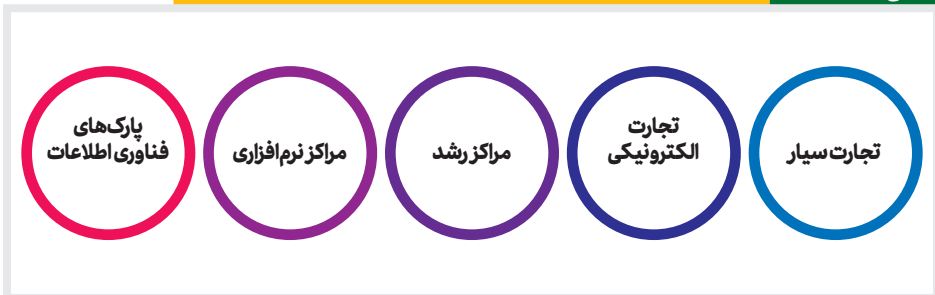 تجارت سیار
تجارت
الکترونیکی
مراکز رشد
مراکز نرم‌افزاری
پارک‌های
فناوری اطلاعات